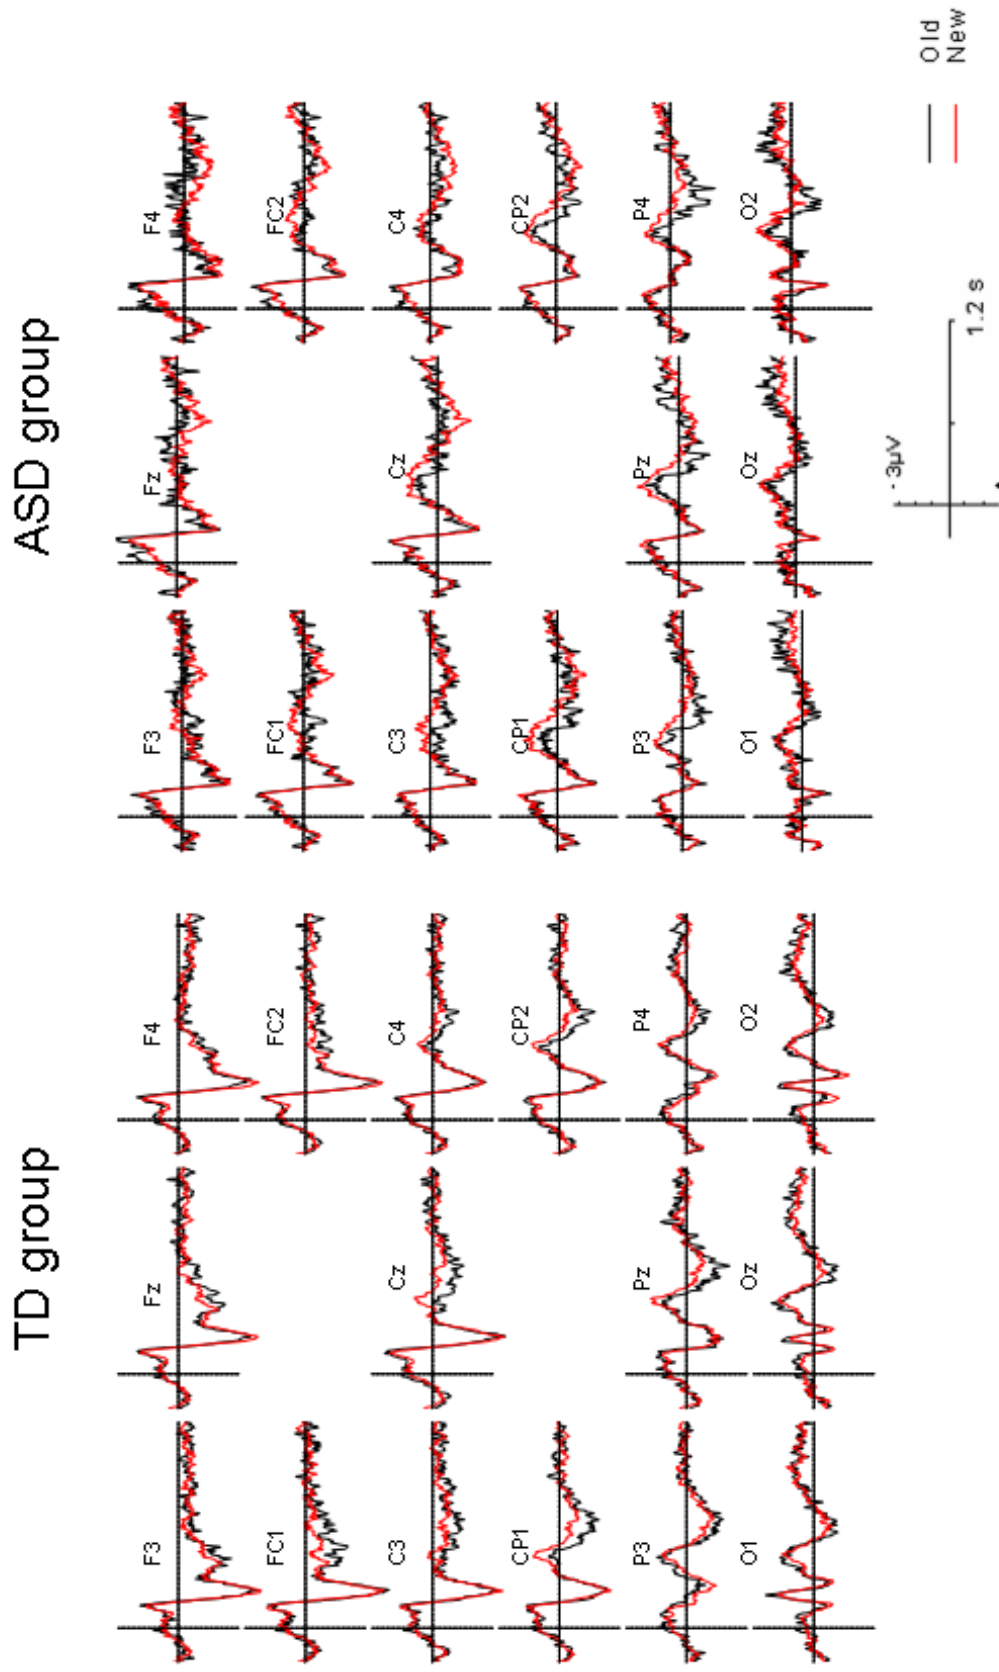 TD group
ASD group
F3
Fz
F4
F3
Fz
F4
FC1
FC2
FC1
FC2
C3
Cz
C4
C3
Cz
C4
CP1
CP2
CP1
CP2
P3
Pz
P4
P3
Pz
P4
O1
Oz
O2
O1
Oz
O2
- 3µV
1.2 s
Old
New